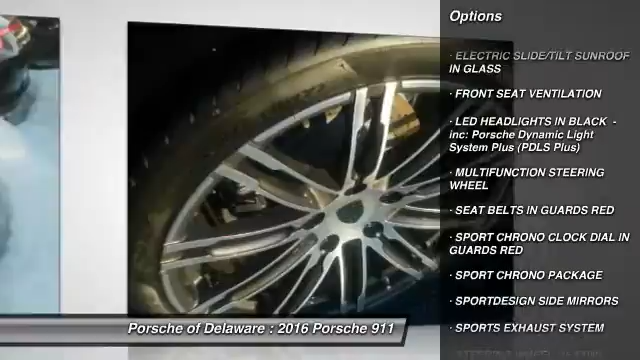 Options
· ELECTRIC SLIDE/TILT SUNROOF
IN GLASS
· FRONT SEAT VENTILATION
· LED HEADLIGHTS IN BLACK -
inc: Porsche Dynamic Light
System Plus (PDLS Plus)
· MULTIFUNCTION STEERING
WHEEL
· SEAT BELTS IN GUARDS RED
· SPORT CHRONO CLOCK DIAL IN
GUARDS RED
· SPORT CHRONO PACKAGE
· SPORTDESIGN SIDE MIRRORS
· SPORTS EXHAUST SYSTEM
Porsche of Delaware : 2016 Porsche 911